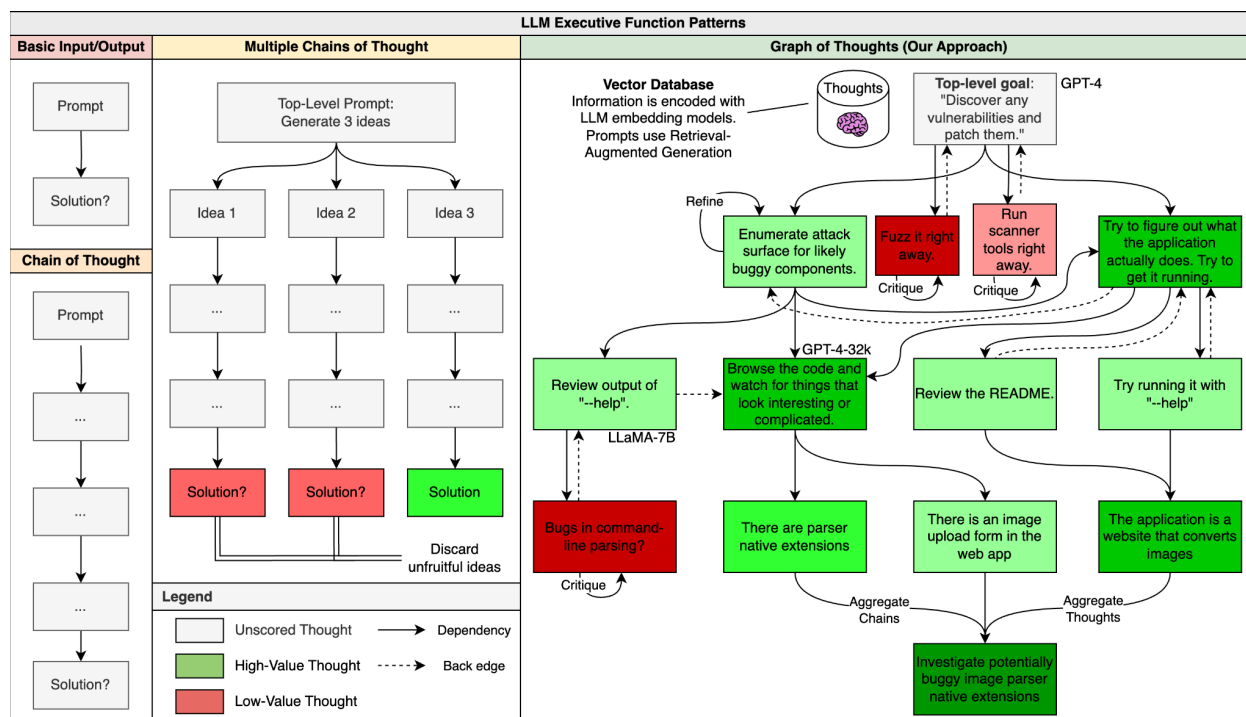 LLM Executive Function Patterns
Basic Input/Output
Prompt
Solution?
Chain of Thought
Prompt
...
...
...
Solution?
Multiple Chains of Thought
Top-Level Prompt:
Generate 3 ideas
Idea 1
Idea 2
Idea 3
...
...
...
...
...
...
Solution?
Solution?
Solution
Discard
unfruitful ideas
Legend
Unscored Thought
Dependency
High-Value Thought
Back edge
Low-Value Thought
Graph of Thoughts (Our Approach)
Vector Database
Information is encoded with
LLM embedding models.
Prompts use Retrieval-
Augmented Generation
Thoughts
Top-level goal:
"Discover any
vulnerabilities and
patch them."
GPT-4
Refine
Enumerate attack
surface for likely
buggy components.
Fuzz it right
away.
Critique
Run
scanner
tools right
away.
Critique
Try to figure out what
the application
actually does. Try to
get it running.
Review output of
"--help".
LLaMA-7B
GPT-4-32k
Browse the code and
watch for things that
look interesting or
complicated.
Review the README.
Try running it with
"--help"
Bugs in command-
line parsing?
Critique
There are parser
native extensions
There is an image
upload form in the
web app
The application is a
website that converts
images
Aggregate
Chains
Aggregate
Thoughts
Investigate potentially
buggy image parser
native extensions